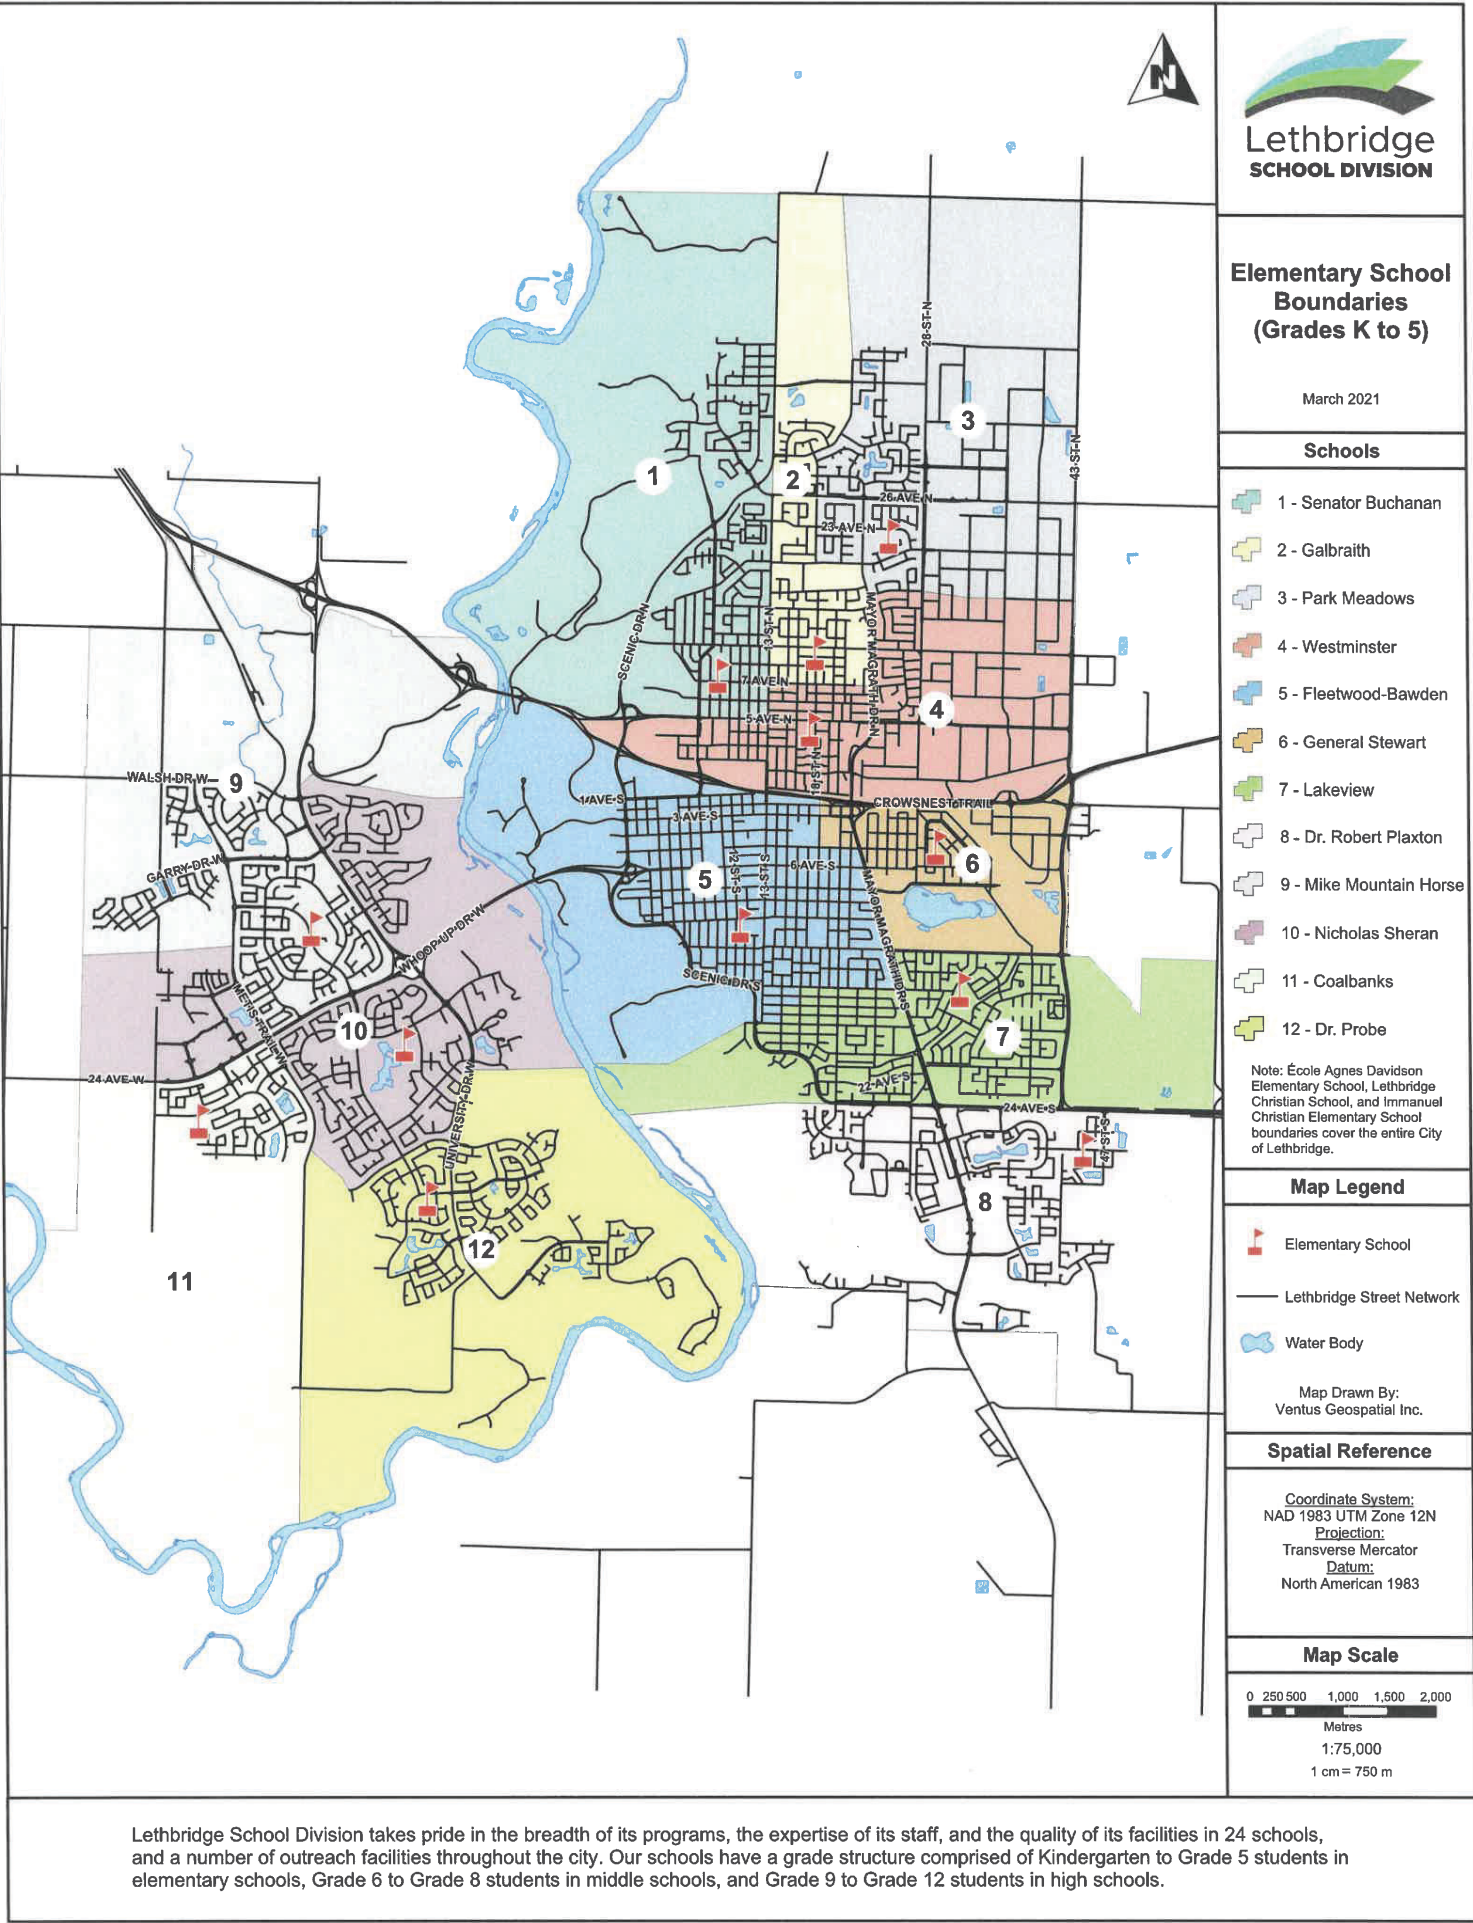 N
Lethbridge
SCHOOL DIVISION
Elementary School
Boundaries
(Grades K to 5)
March 2021
Schools
1 - Senator Buchanan
2 - Galbraith
3 - Park Meadows
4 - Westminster
5 - Fleetwood-Bawden
6 - General Stewart
7 - Lakeview
8 - Dr. Robert Plaxton
9 - Mike Mountain Horse
10 - Nicholas Sheran
11 - Coalbanks
12 - Dr. Probe
Note: École Agnes Davidson
Elementary School, Lethbridge
Christian School, and Immanuel
Christian Elementary School
boundaries cover the entire City
of Lethbridge.
Map Legend
Elementary School
Lethbridge Street Network
Water Body
Map Drawn By:
Ventus Geospatial Inc.
Spatial Reference
Coordinate System:
NAD 1983 UTM Zone 12N
Projection:
Transverse Mercator
Datum:
North American 1983
Map Scale
0 250 500 1,000 1,500 2,000
Metres
1:75,000
1 cm = 750 m
28 ST N
3
43 ST N
1
2
26 AVE N
23 AVE N
SCENIC DR N
13 ST N
MAYOR MAGRATH DR N
7 AVE N
4
5 AVE N
18 ST N
WALSH DR W
9
1 AVE S
CROWSNEST TRAIL
3 AVE S
GARRY DR W
5
12 ST S
13 ST S
6 AVE S
6
MAYOR MAGRATH DR S
WHOOP UP DR W
SCENIC DR S
METIS TRAIL W
10
7
24 AVE W
22 AVE S
24 AVE S
UNIVERSITY DR W
47 ST S
8
12
11
Lethbridge School Division takes pride in the breadth of its programs, the expertise of its staff, and the quality of its facilities in 24 schools,
and a number of outreach facilities throughout the city. Our schools have a grade structure comprised of Kindergarten to Grade 5 students in
elementary schools, Grade 6 to Grade 8 students in middle schools, and Grade 9 to Grade 12 students in high schools.